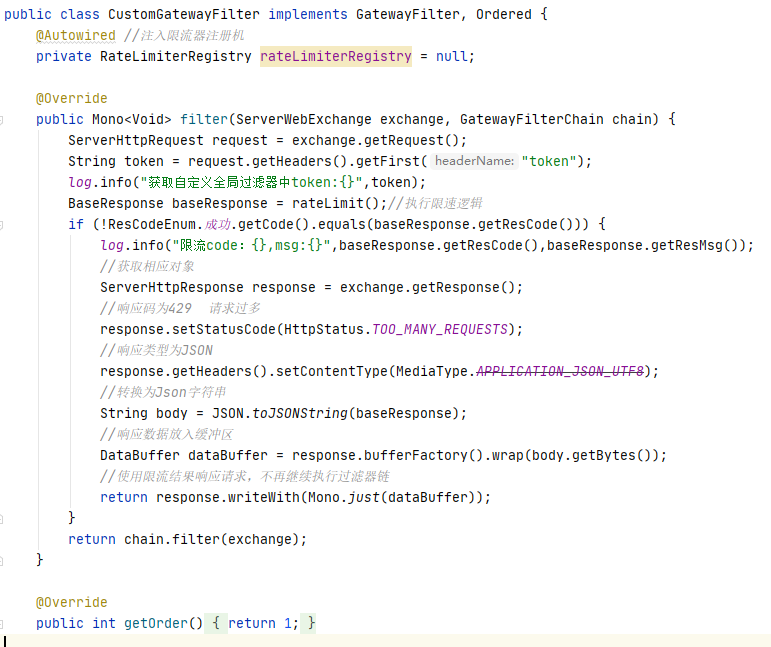 public class CustomGatewayFilter implements GatewayFilter, Ordered {
    @Autowired //注入限流器注册机
    private RateLimiterRegistry rateLimiterRegistry = null;

    @Override
    public Mono<Void> filter(ServerWebExchange exchange, GatewayFilterChain chain) {
        ServerHttpRequest request = exchange.getRequest();
        String token = request.getHeaders().getFirst( headerName: "token");
        log.info("获取自定义全局过滤器中token:{}",token);
        BaseResponse baseResponse = rateLimit();//执行限速逻辑
        if (!ResCodeEnum.成功.getCode().equals(baseResponse.getResCode())) {
            log.info("限流code：{},msg:{}",baseResponse.getResCode(),baseResponse.getResMsg());
            //获取相应对象
            ServerHttpResponse response = exchange.getResponse();
            //响应码为429  请求过多
            response.setStatusCode(HttpStatus.TOO_MANY_REQUESTS);
            //响应类型为JSON
            response.getHeaders().setContentType(MediaType.APPLICATION_JSON_UTF8);
            //转换为Json字符串
            String body = JSON.toJSONString(baseResponse);
            //响应数据放入缓冲区
            DataBuffer dataBuffer = response.bufferFactory().wrap(body.getBytes());
            //使用限流结果响应请求，不再继续执行过滤器链
            return response.writeWith(Mono.just(dataBuffer));
        }
        return chain.filter(exchange);
    }

    @Override
    public int getOrder() { return 1; }